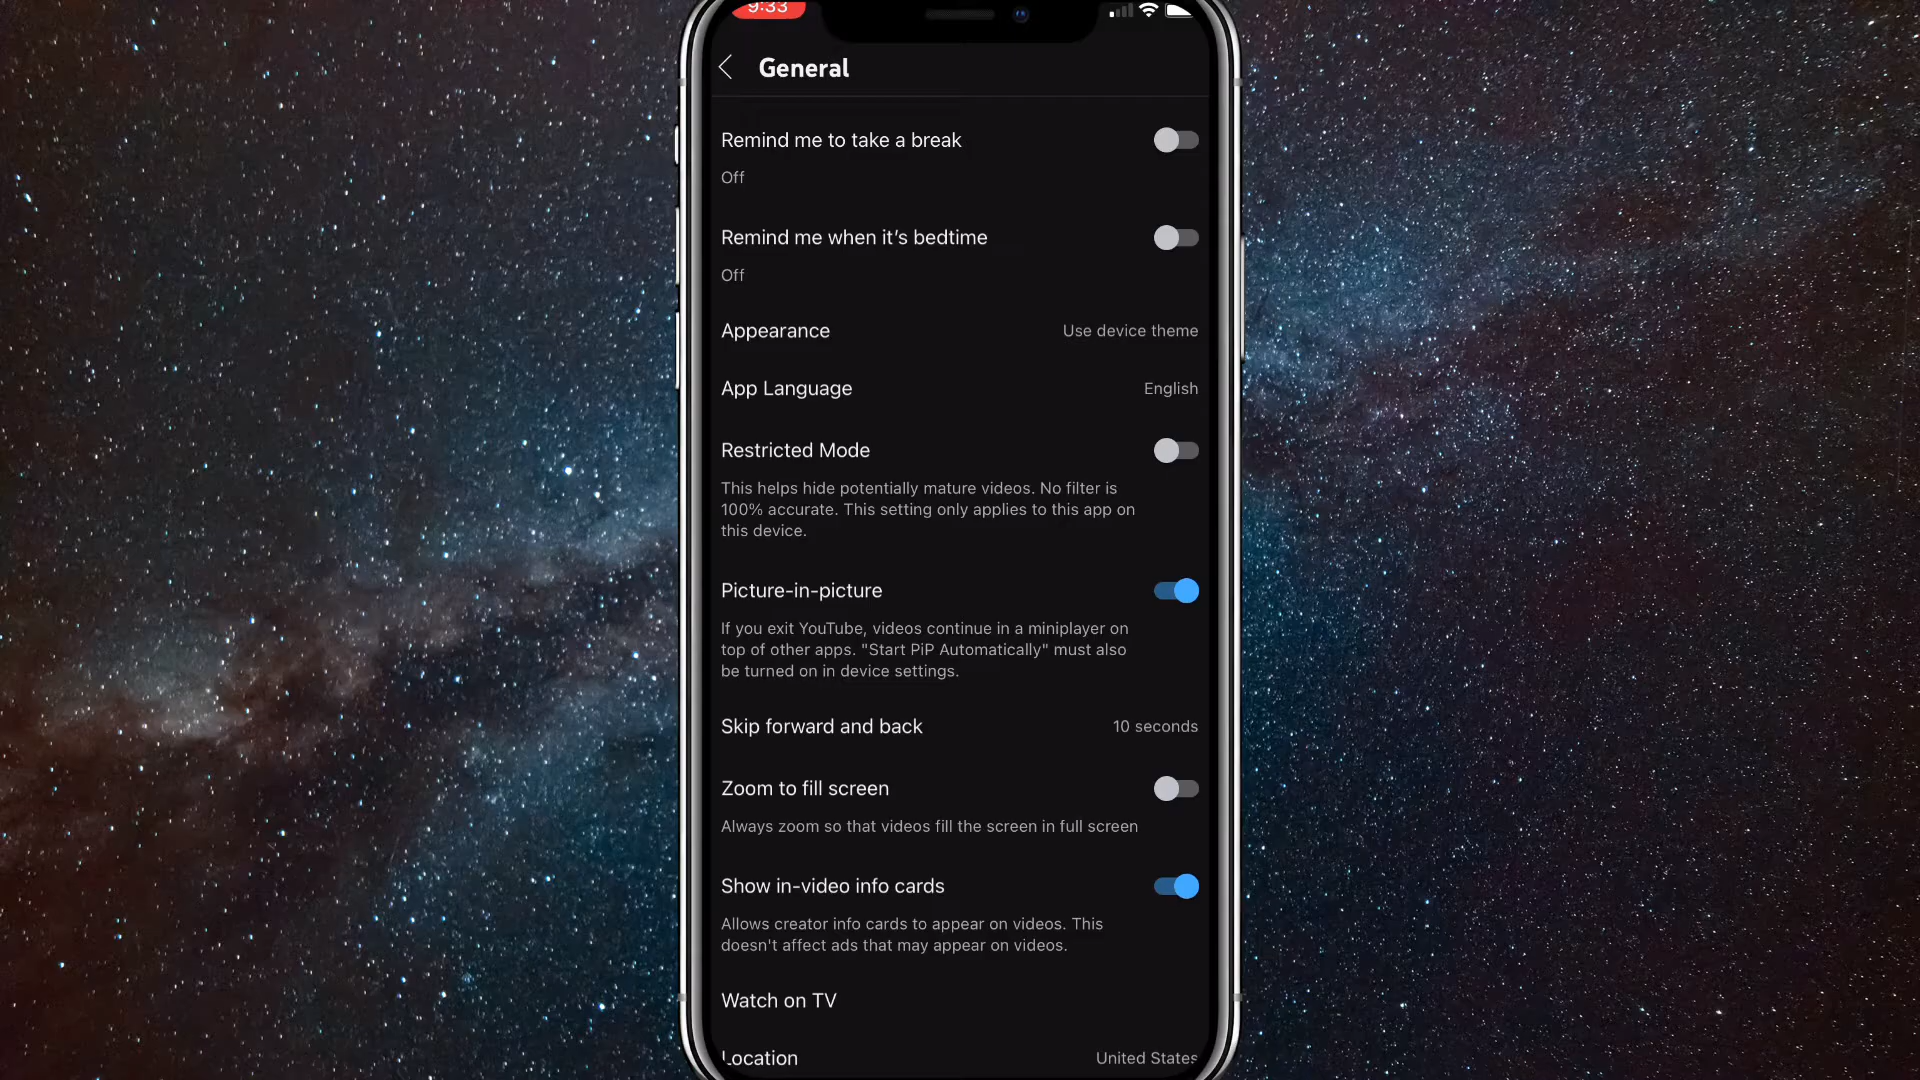 9:33
General
Remind me to take a break
Off
Remind me when it’s bedtime
Off
Appearance Use device theme
App Language English
Restricted Mode
This helps hide potentially mature videos. No filter is
100% accurate. This setting only applies to this app on
this device.
Picture-in-picture
If you exit YouTube, videos continue in a miniplayer on
top of other apps. "Start PiP Automatically" must also
be turned on in device settings.
Skip forward and back 10 seconds
Zoom to fill screen
Always zoom so that videos fill the screen in full screen
Show in-video info cards
Allows creator info cards to appear on videos. This
doesn't affect ads that may appear on videos.
Watch on TV
Location United States